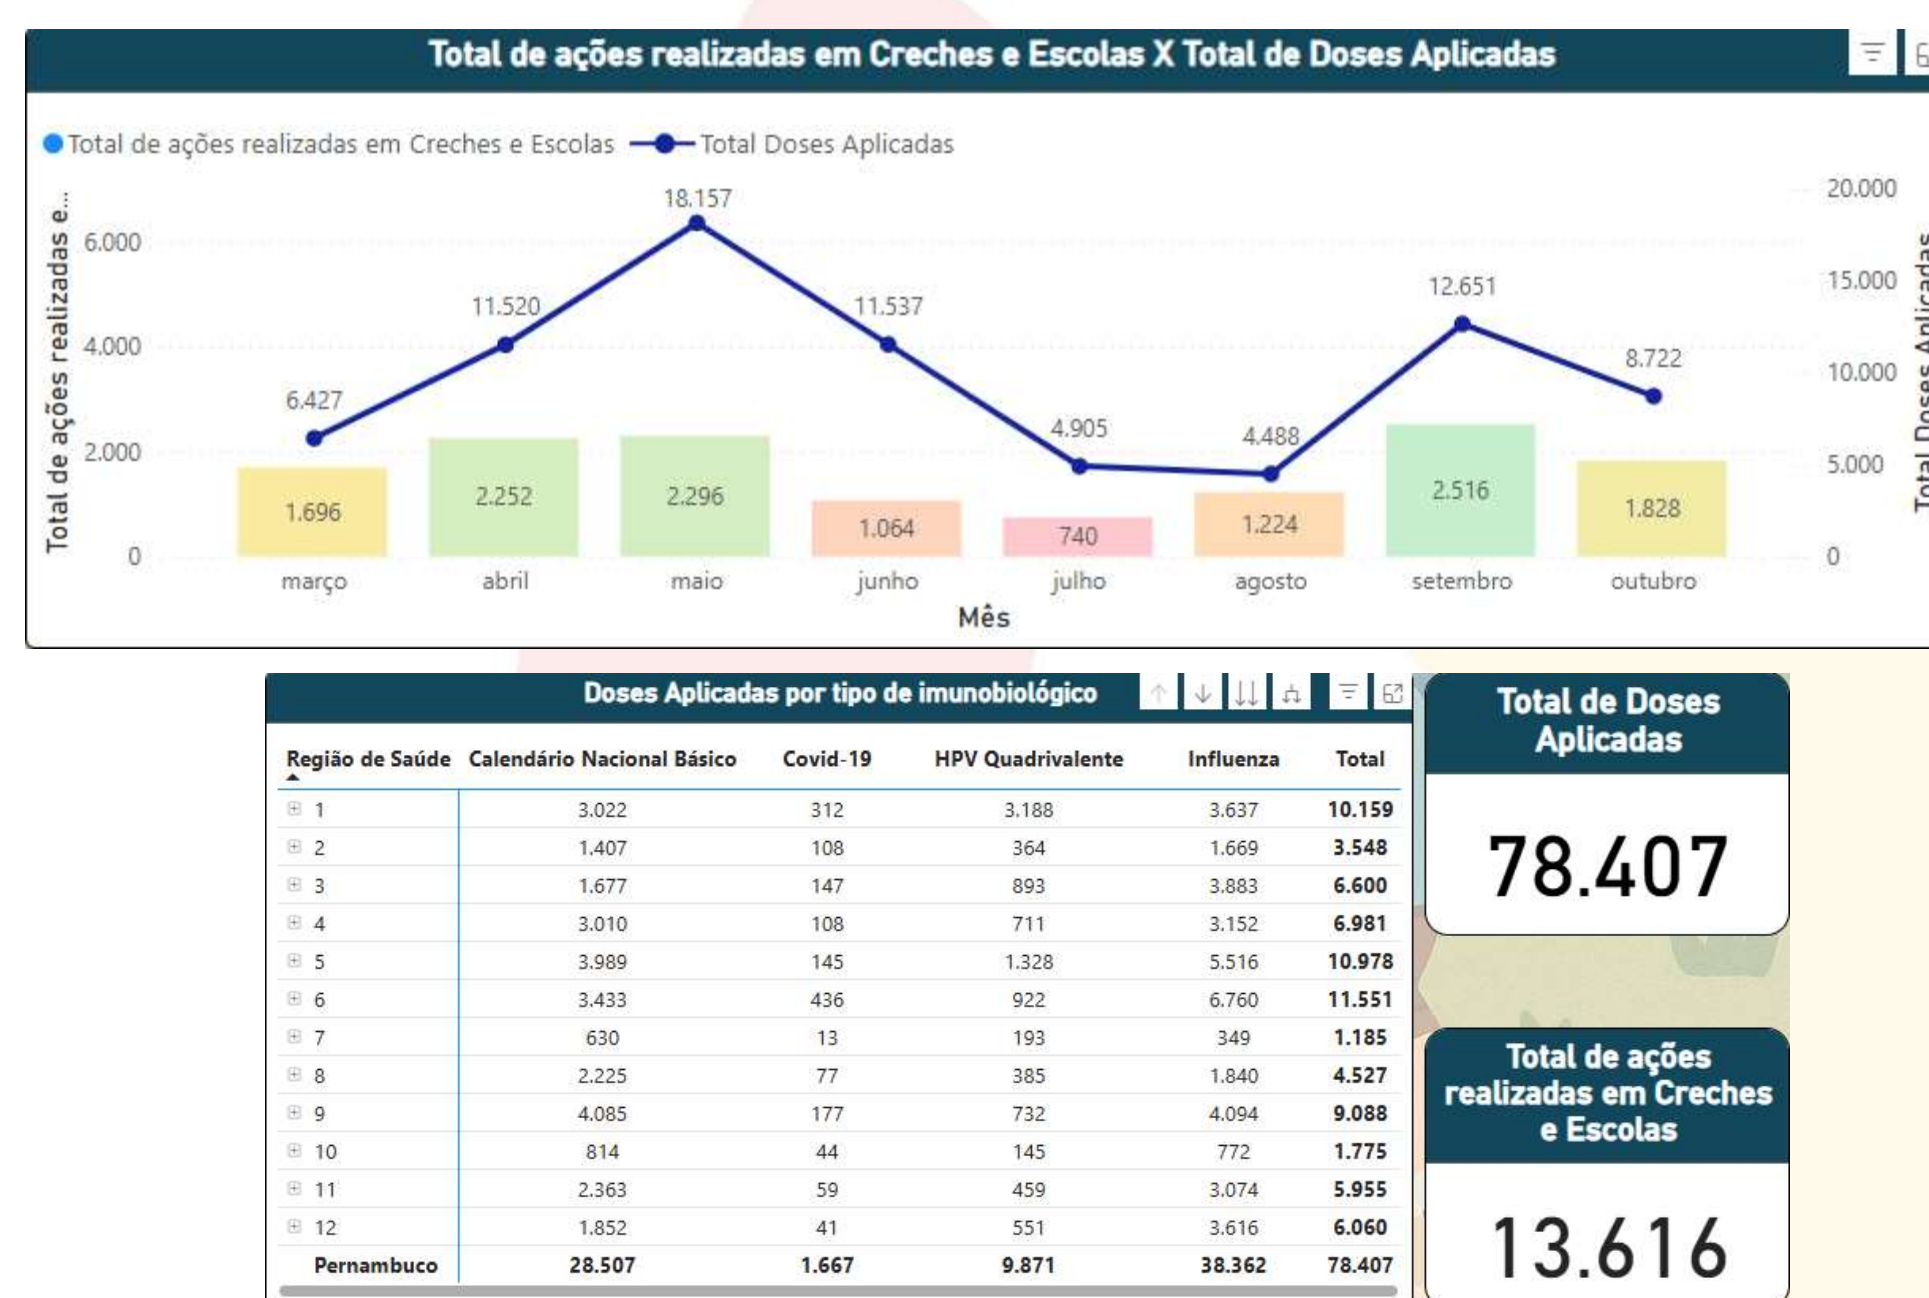 Total de ações realizadas em Creches e Escolas X Total de Doses Aplicadas
Total de ações realizadas em Creches e Escolas Total Doses Aplicadas
Total de ações realizadas e...
6.000
4.000
2.000
0
20.000
15.000
10.000
5.000
0
Total Doses Aplicadas
6.427
11.520
18.157
11.537
4.905
4.488
12.651
8.722
1.696
2.252
2.296
1.064
740
1.224
2.516
1.828
março abril maio junho julho agosto setembro outubro
Mês
Doses Aplicadas por tipo de imunobiológico
Região de Saúde Calendário Nacional Básico Covid-19 HPV Quadrivalente Influenza Total
1 3.022 312 3.188 3.637 10.159
2 1.407 108 364 1.669 3.548
3 1.677 147 893 3.883 6.600
4 3.010 108 711 3.152 6.981
5 3.989 145 1.328 5.516 10.978
6 3.433 436 922 6.760 11.551
7 630 13 193 349 1.185
8 2.225 77 385 1.840 4.527
9 4.085 177 732 4.094 9.088
10 814 44 145 772 1.775
11 2.363 59 459 3.074 5.955
12 1.852 41 551 3.616 6.060
Pernambuco 28.507 1.667 9.871 38.362 78.407
Total de Doses
Aplicadas
78.407
Total de ações
realizadas em Creches
e Escolas
13.616